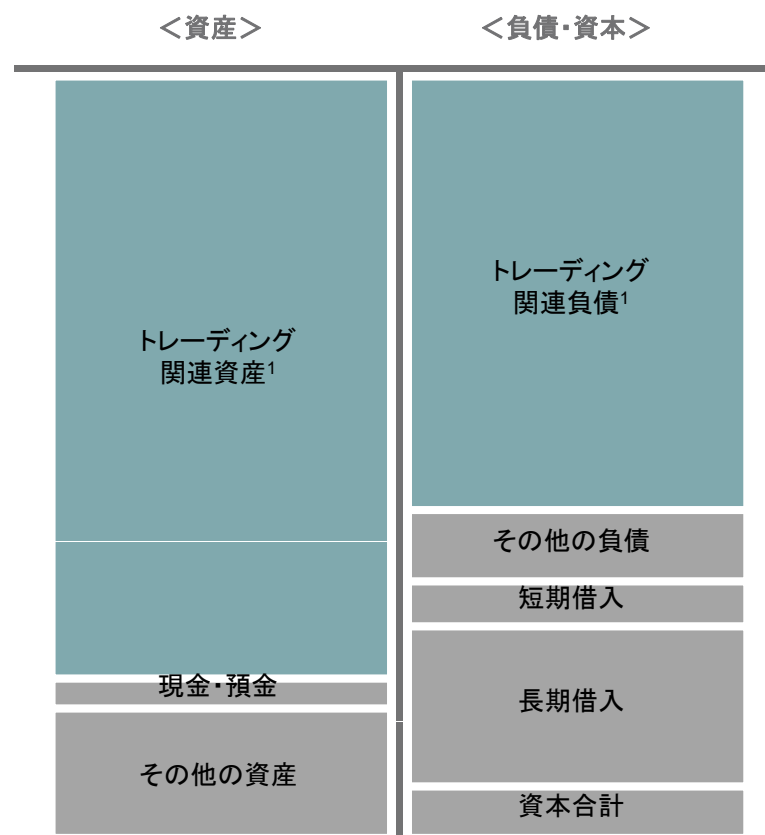 ＜資産＞
＜負債・資本＞
トレーディング
関連資産1
現金・預金
その他の資産
トレーディング
関連負債1
その他の負債
短期借入
長期借入
資本合計